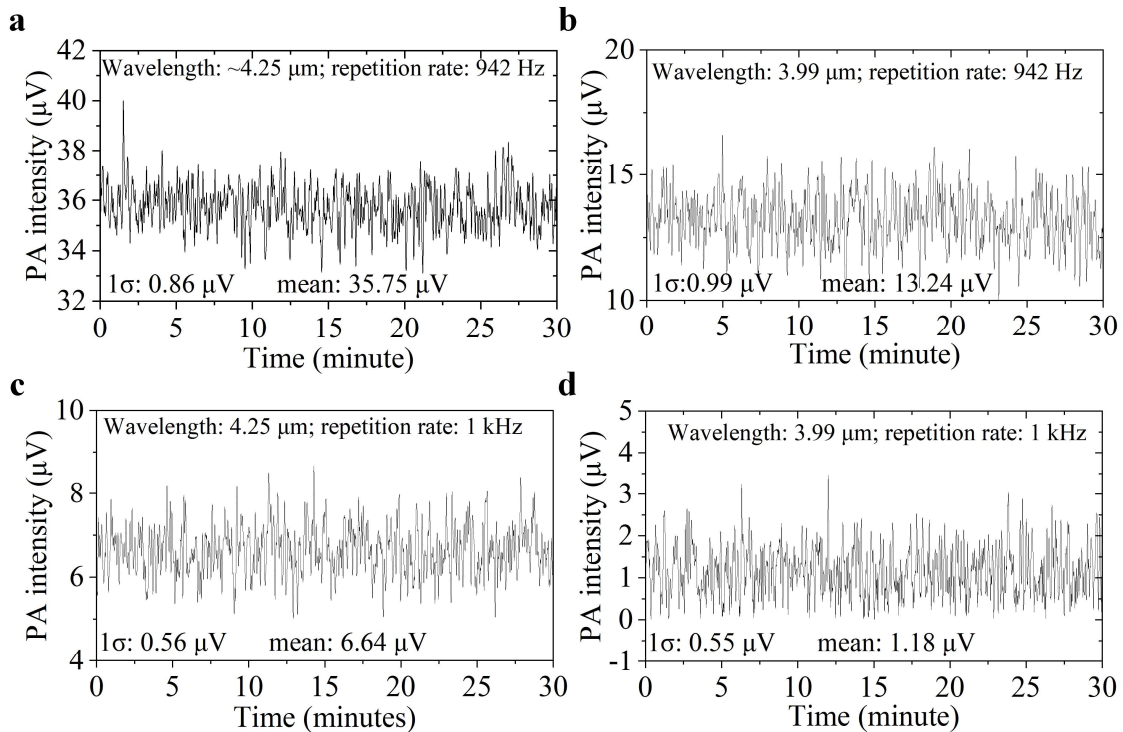 a
42
40
38
36
34
32
PA intensity (μV)
Wavelength: ~4.25 μm; repetition rate: 942 Hz
1σ: 0.86 μV mean: 35.75 μV
0 5 10 15 20 25 30
Time (minute)
b
20
15
10
PA intensity (μV)
Wavelength: 3.99 μm; repetition rate: 942 Hz
1σ:0.99 μV mean: 13.24 μV
0 5 10 15 20 25 30
Time (minute)
c
10
8
6
4
PA intensity (μV)
Wavelength: 4.25 μm; repetition rate: 1 kHz
1σ: 0.56 μV mean: 6.64 μV
0 5 10 15 20 25 30
Time (minutes)
d
5
4
3
2
1
0
-1
PA intensity (μV)
Wavelength: 3.99 μm; repetition rate: 1 kHz
1σ: 0.55 μV mean: 1.18 μV
0 5 10 15 20 25 30
Time (minute)